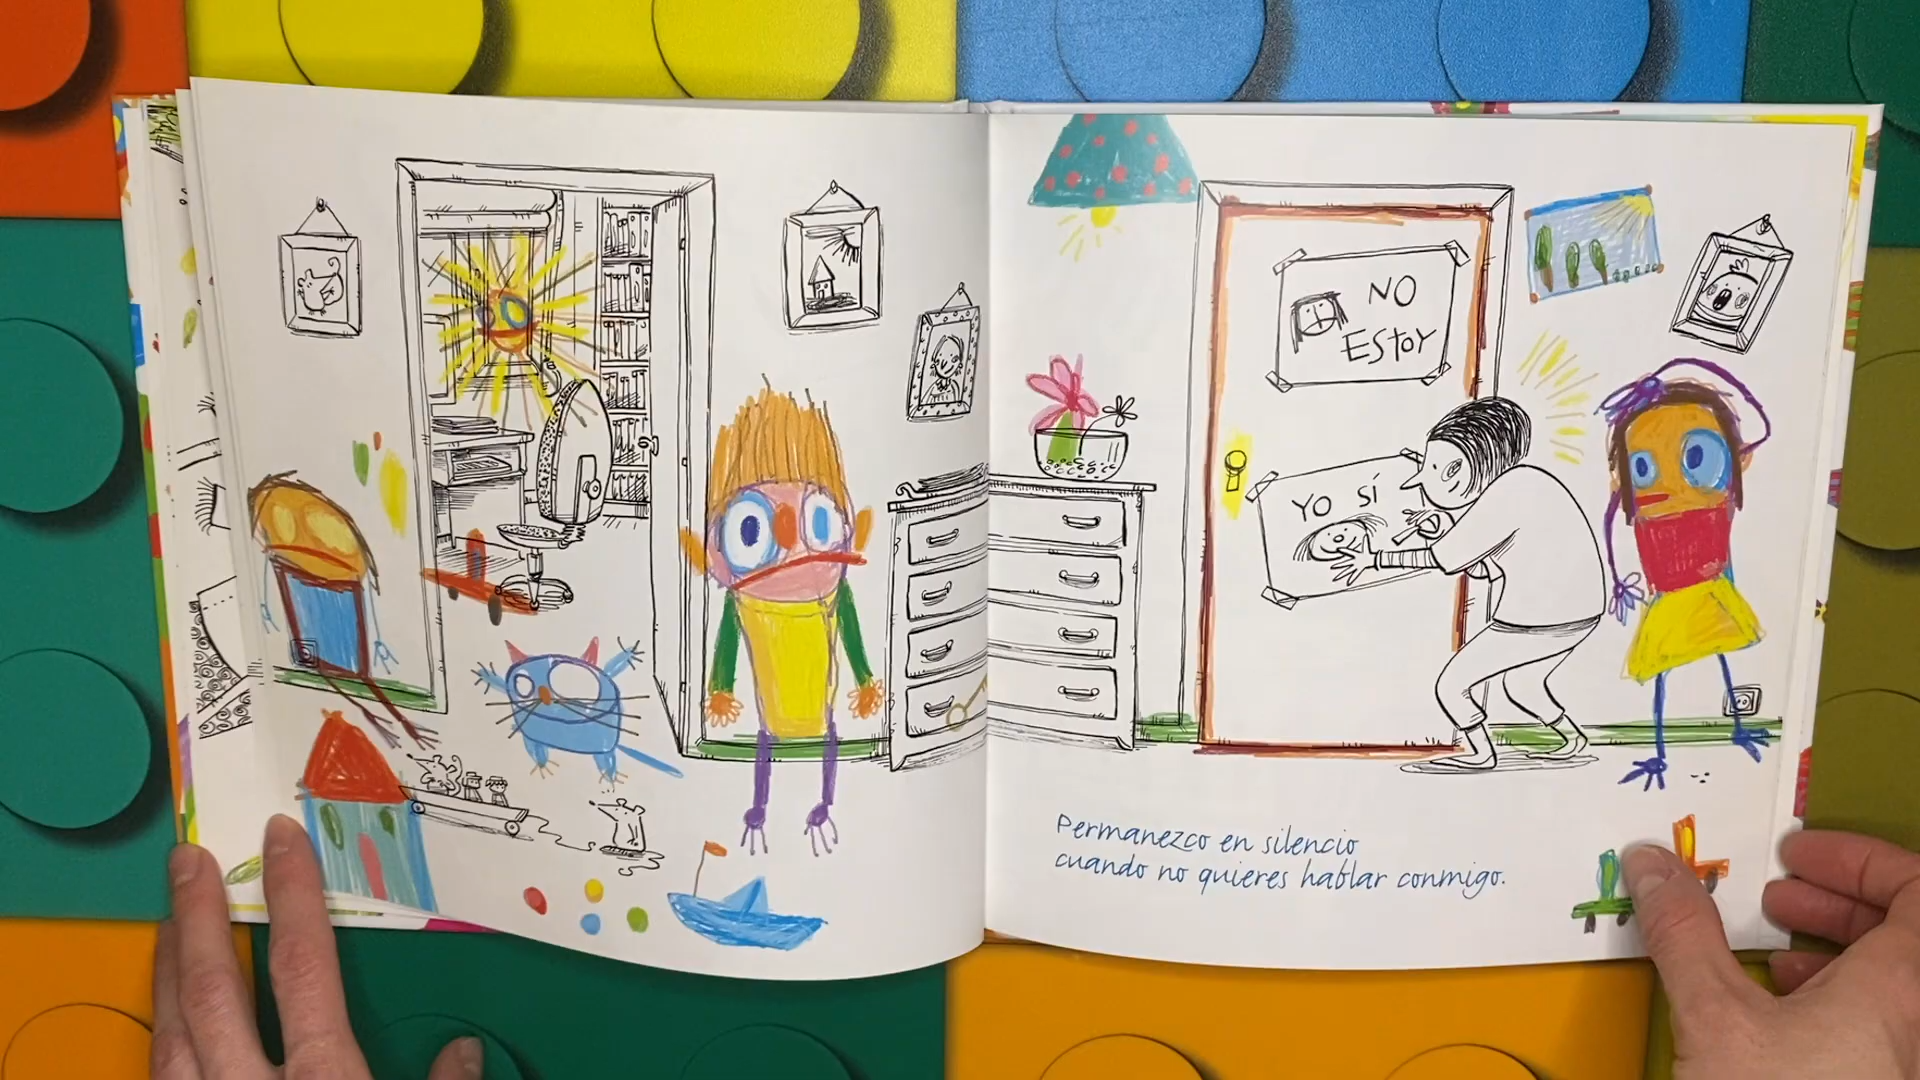 NO
ESTOY
YO SÍ
Permanezco en silencio
cuando no quieres hablar conmigo.